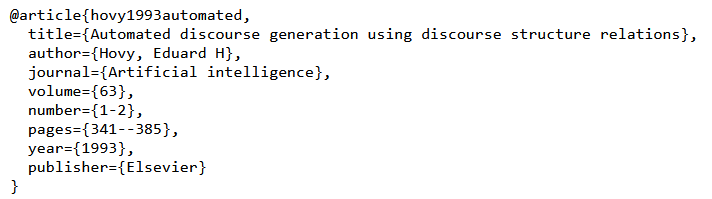 @article{hovy1993automated,
  title={Automated discourse generation using discourse structure relations},
  author={Hovy, Eduard H},
  journal={Artificial intelligence},
  volume={63},
  number={1-2},
  pages={341--385},
  year={1993},
  publisher={Elsevier}
}